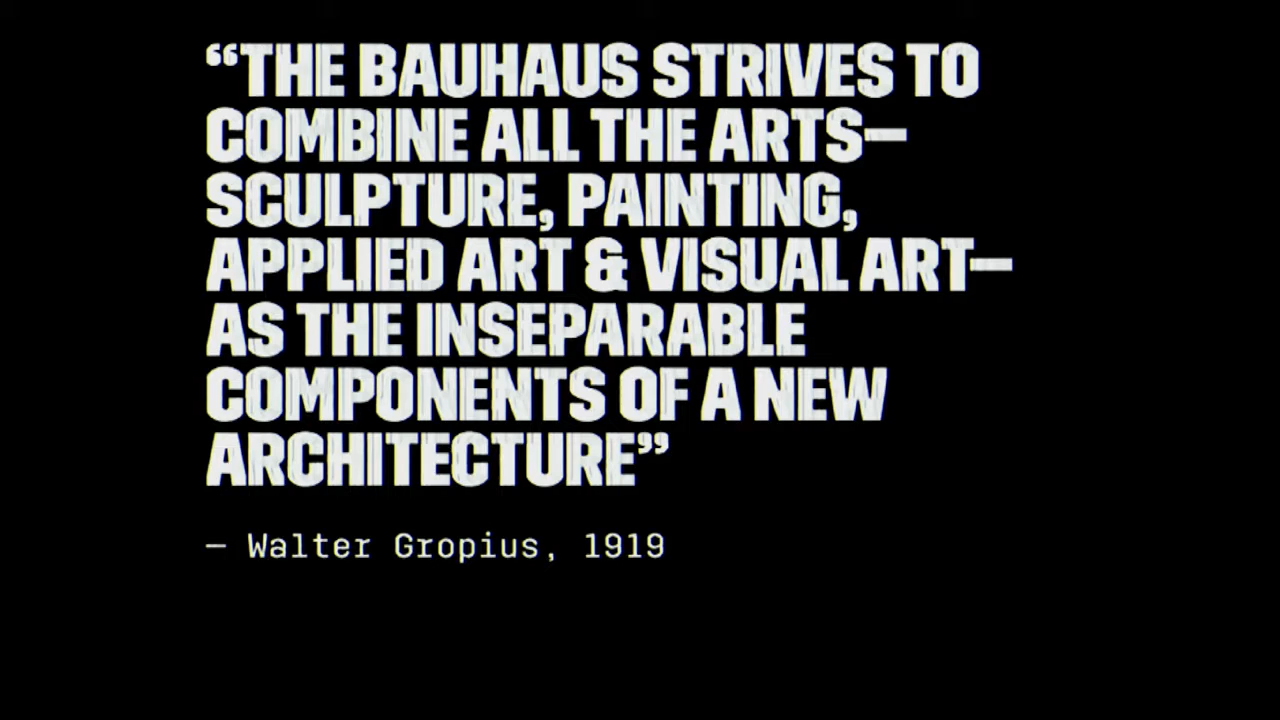 “THE BAUHAUS STRIVES TO
COMBINE ALL THE ARTS—
SCULPTURE, PAINTING,
APPLIED ART & VISUAL ART—
AS THE INSEPARABLE
COMPONENTS OF A NEW
ARCHITECTURE”
— Walter Gropius, 1919